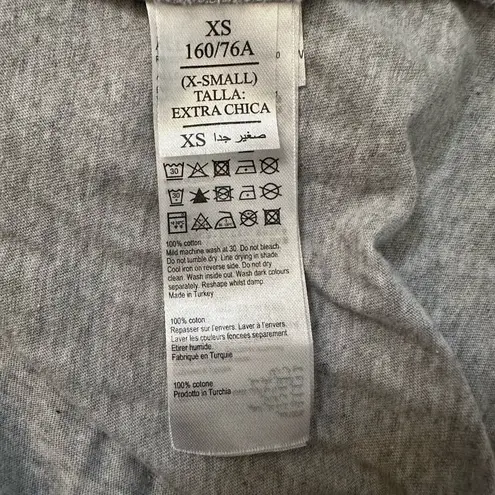 XS
160/76A
(X-SMALL)
TALLA:
EXTRA CHICA
XS صغير جدا
30
30
100% cotton
Mild machine wash at 30. Do not bleach.
Do not tumble dry. Line drying in shade.
Cool iron on reverse side. Do not dry
clean. Wash inside out. Wash dark colours
separately. Reshape whilst damp.
Made in Turkey
100% coton
Repasser sur l'envers. Laver à l'envers.
Laver les couleurs foncées separement.
Etirer humide.
Fabriqué en Turquie
100% cotone
Prodotto in Turchia